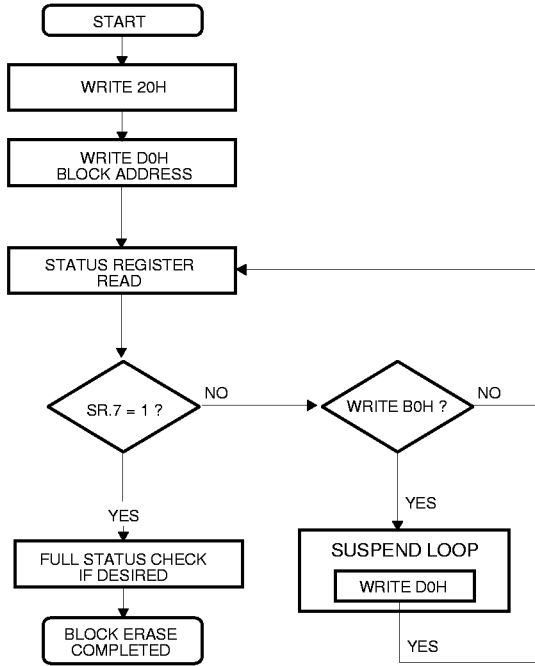 START
WRITE 20H
WRITE D0H
BLOCK ADDRESS
STATUS REGISTER
READ
SR.7 = 1 ?
NO
WRITE B0H ?
NO
YES
YES
FULL STATUS CHECK
IF DESIRED
SUSPEND LOOP
WRITE D0H
BLOCK ERASE
COMPLETED
YES